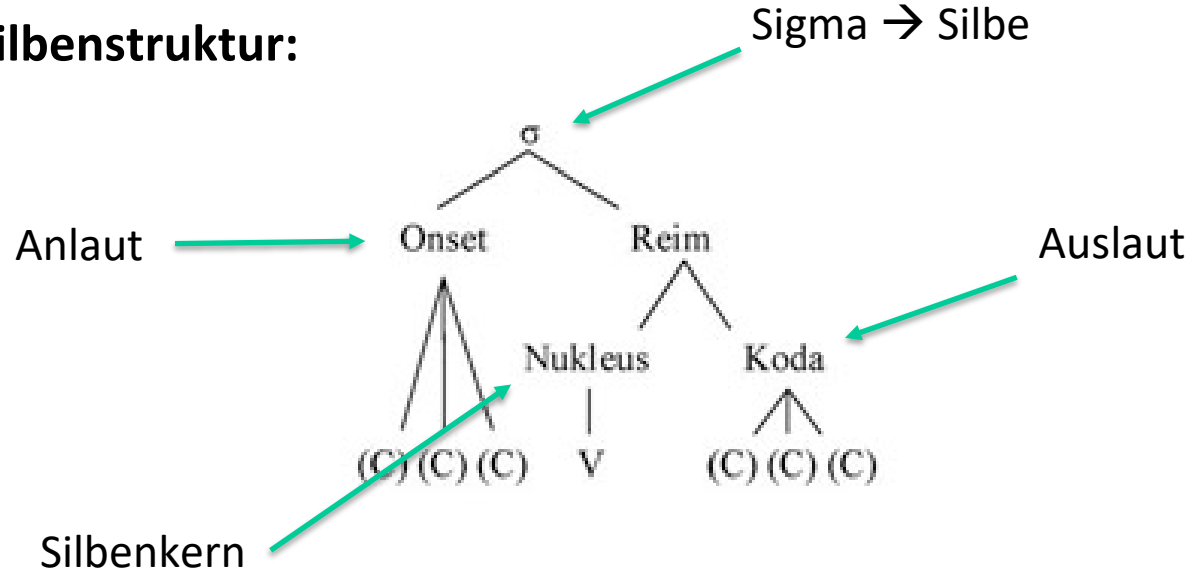 Sigma → Silbe
ilbenstruktur:
σ
Anlaut
Onset
Reim
Auslaut
Nukleus
Koda
(C) (C) (C)
V
(C) (C) (C)
Silbenkern